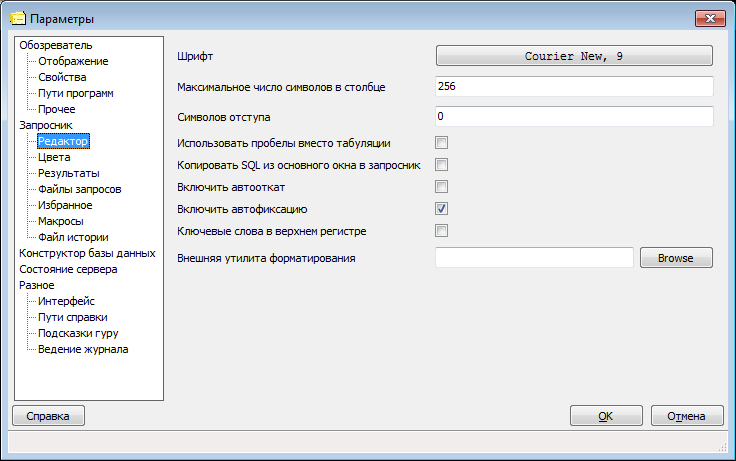 Параметры
Обозреватель
Отображение
Свойства
Пути программ
Прочее
Запросник
Редактор
Цвета
Результаты
Файлы запросов
Избранное
Макросы
Файл истории
Конструктор базы данных
Состояние сервера
Разное
Интерфейс
Пути справки
Подсказки гуру
Ведение журнала
Шрифт Courier New, 9
Максимальное число символов в столбце 256
Символов отступа 0
Использовать пробелы вместо табуляции
Копировать SQL из основного окна в запросник
Включить автооткат
Включить автофиксацию
Ключевые слова в верхнем регистре
Внешняя утилита форматирования Browse
Справка OK Отмена